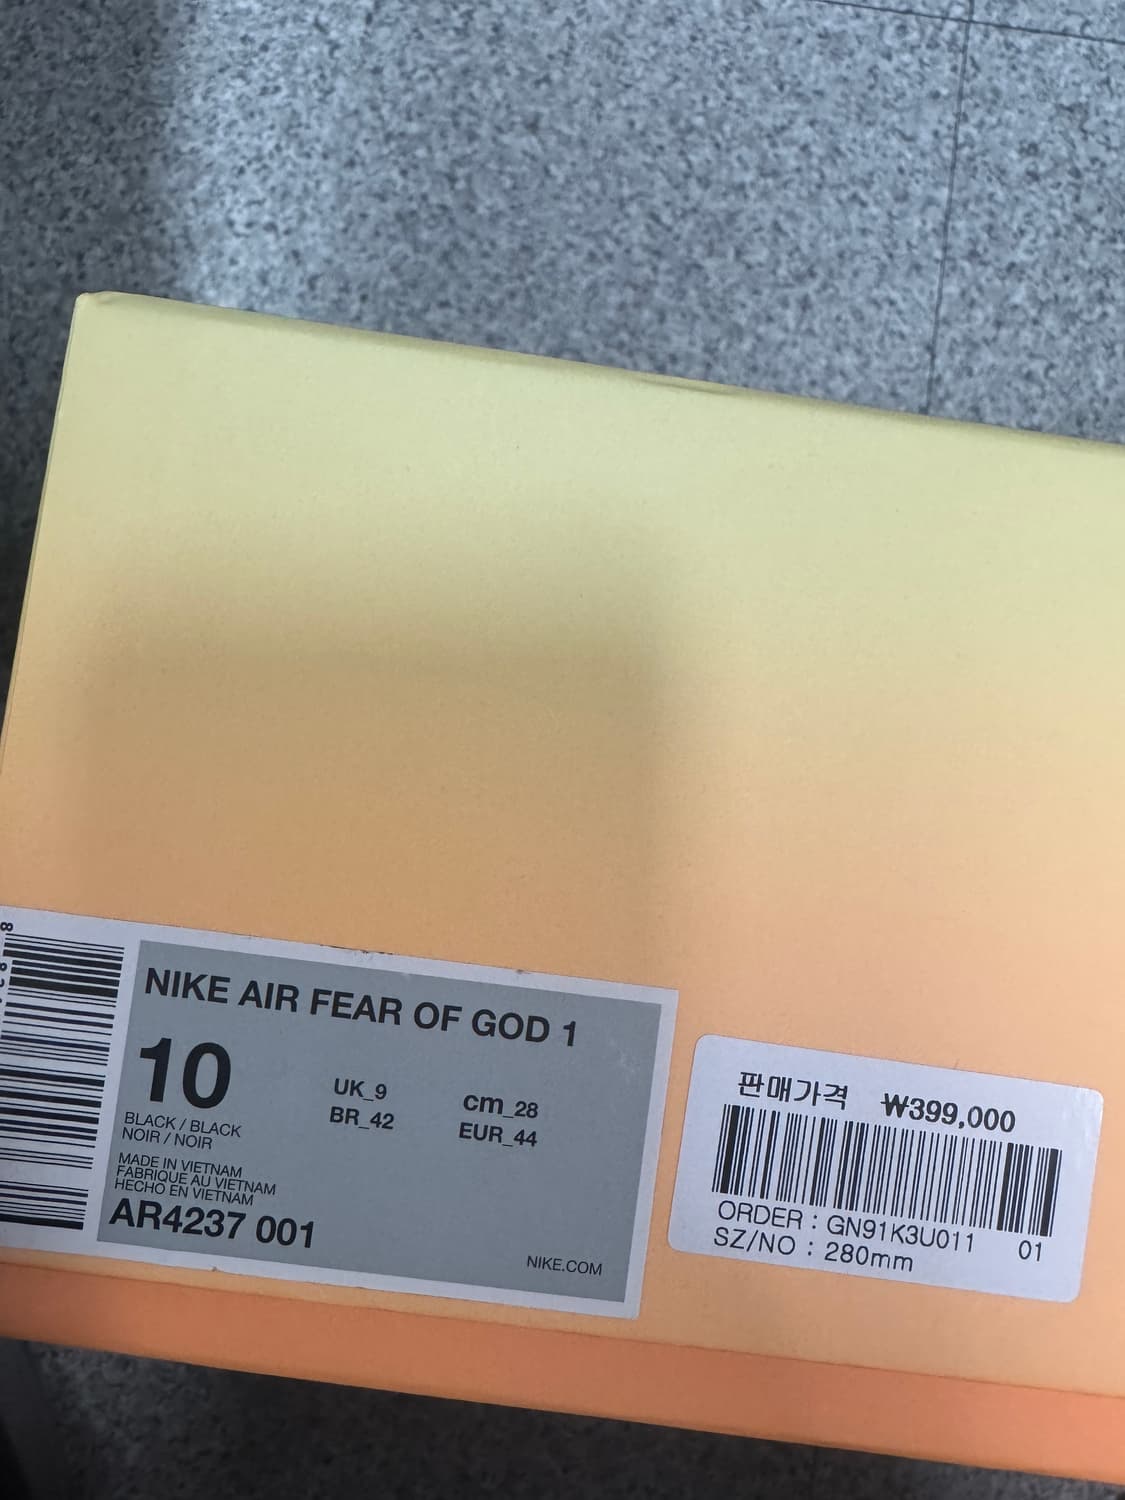 NIKE AIR FEAR OF GOD 1
10
UK_9 cm_28
BR_42 EUR_44
BLACK / BLACK
NOIR / NOIR
MADE IN VIETNAM
FABRIQUE AU VIETNAM
HECHO EN VIETNAM
AR4237 001
NIKE.COM
판매가격 ₩399,000
ORDER : GN91K3U011 01
SZ/NO : 280mm